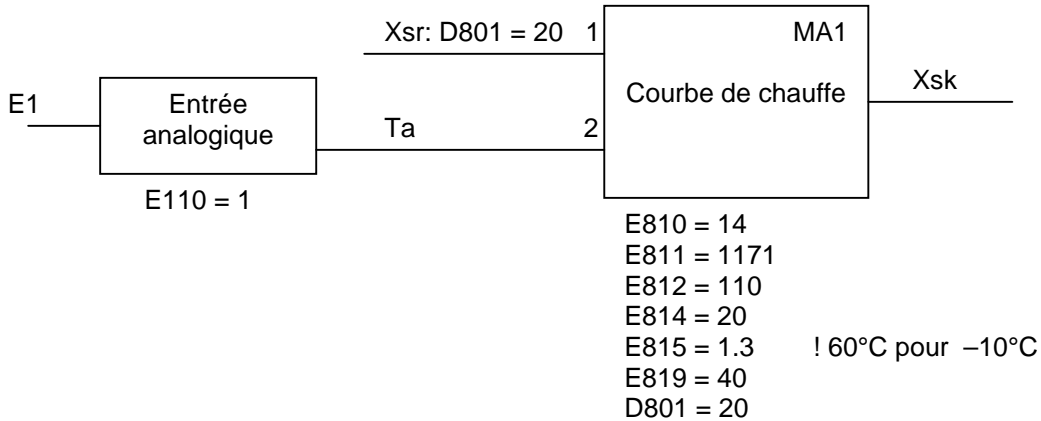 Xsr: D801 = 20 1
MA1
E1
Entrée
analogique
Courbe de chauffe
Xsk
Ta 2
E110 = 1
E810 = 14
E811 = 1171
E812 = 110
E814 = 20
E815 = 1.3 ! 60°C pour –10°C
E819 = 40
D801 = 20